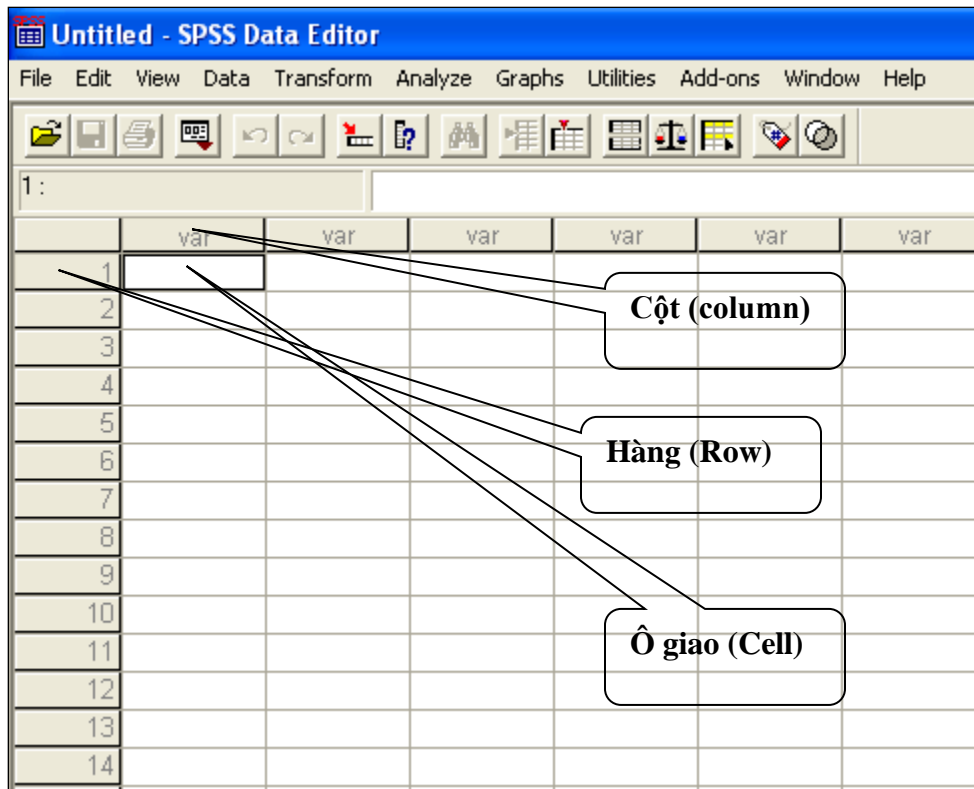 SPSS
Untitled - SPSS Data Editor
File Edit View Data Transform Analyze Graphs Utilities Add-ons Window Help
1 :
var var var var var var
1
2
Cột (column)
3
4
5
Hàng (Row)
6
7
8
9
10
Ô giao (Cell)
11
12
13
14